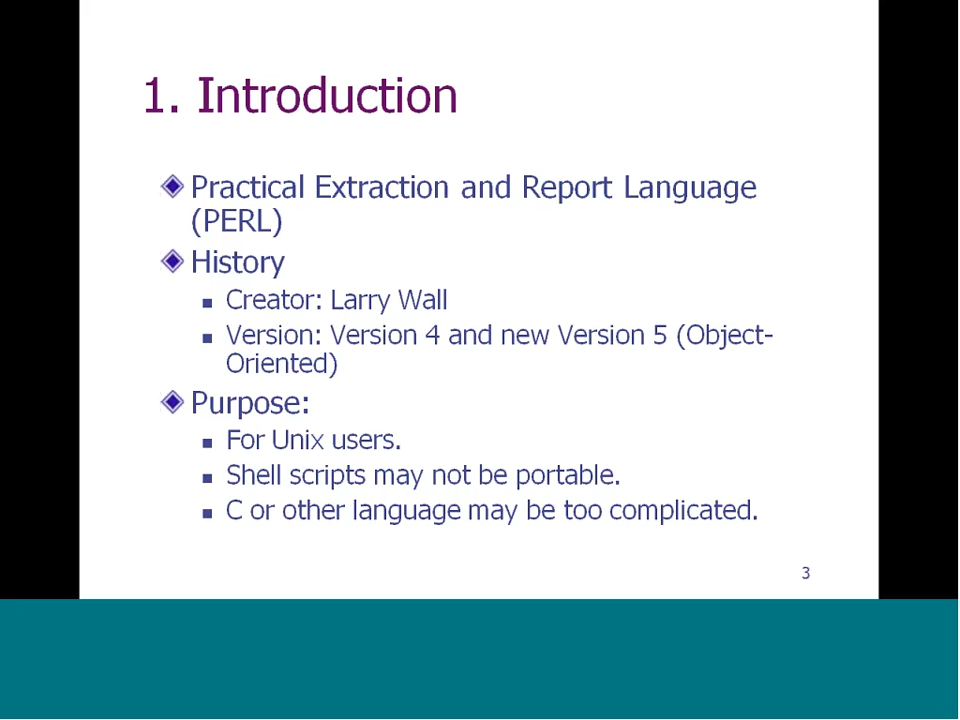 1. Introduction
Practical Extraction and Report Language
(PERL)
History
Creator: Larry Wall
Version: Version 4 and new Version 5 (Object-
Oriented)
Purpose:
For Unix users.
Shell scripts may not be portable.
C or other language may be too complicated.
3